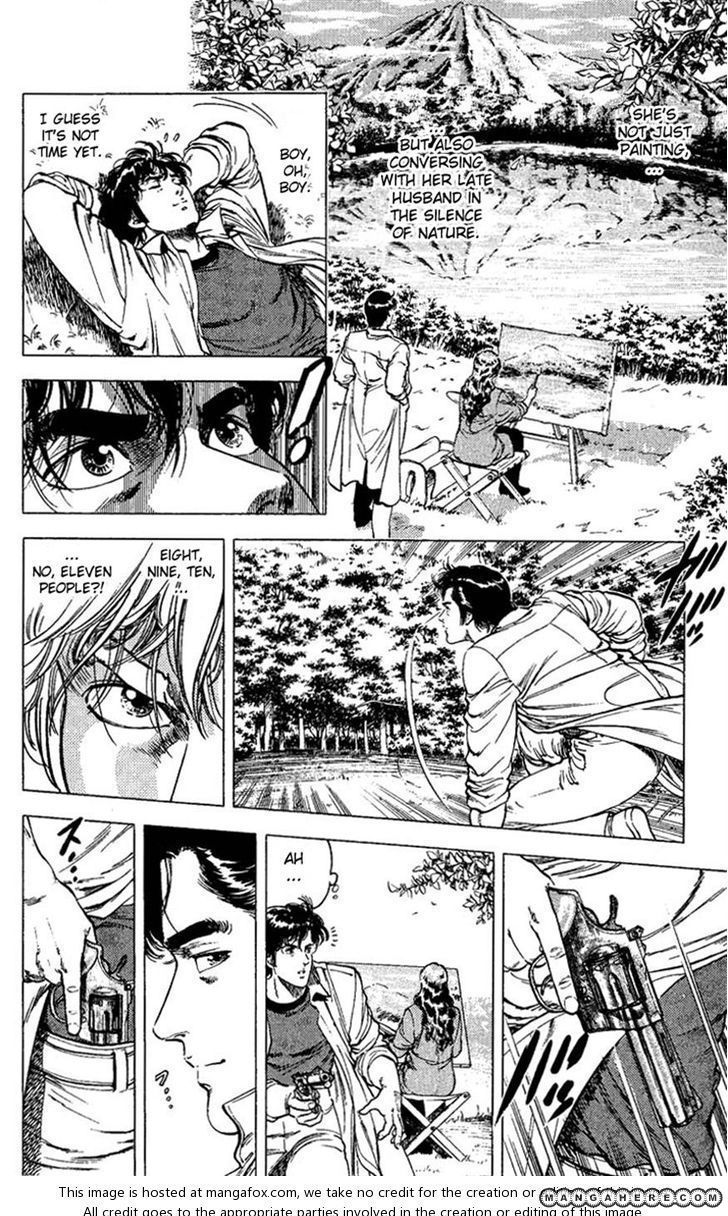 I GUESS
IT'S NOT
TIME YET.
BOY,
OH,
BOY.
SHE'S
NOT JUST
PAINTING,
....
...
BUT ALSO
CONVERSING
WITH HER LATE
HUSBAND IN
THE SILENCE
OF NATURE.
!
EIGHT,
NINE, TEN,
...
...
NO, ELEVEN
PEOPLE?!
AH
...
This image is hosted at mangafox.com, we take no credit for the creation or
MANGAHERE.COM
All credit goes to the appropriate parties involved in the creation or editing of this image